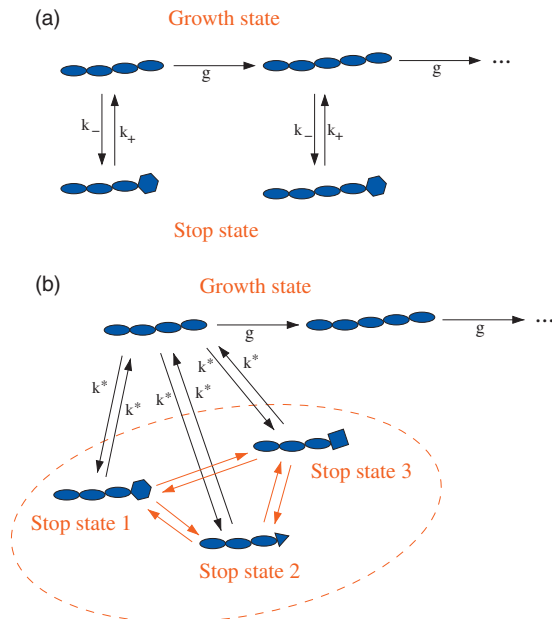 (a)
Growth state
g
g
...
k_ k+
k_ k+
Stop state
(b)
Growth state
g
g
...
k*
k*
k*
k*
k*
k*
Stop state 3
Stop state 1
Stop state 2